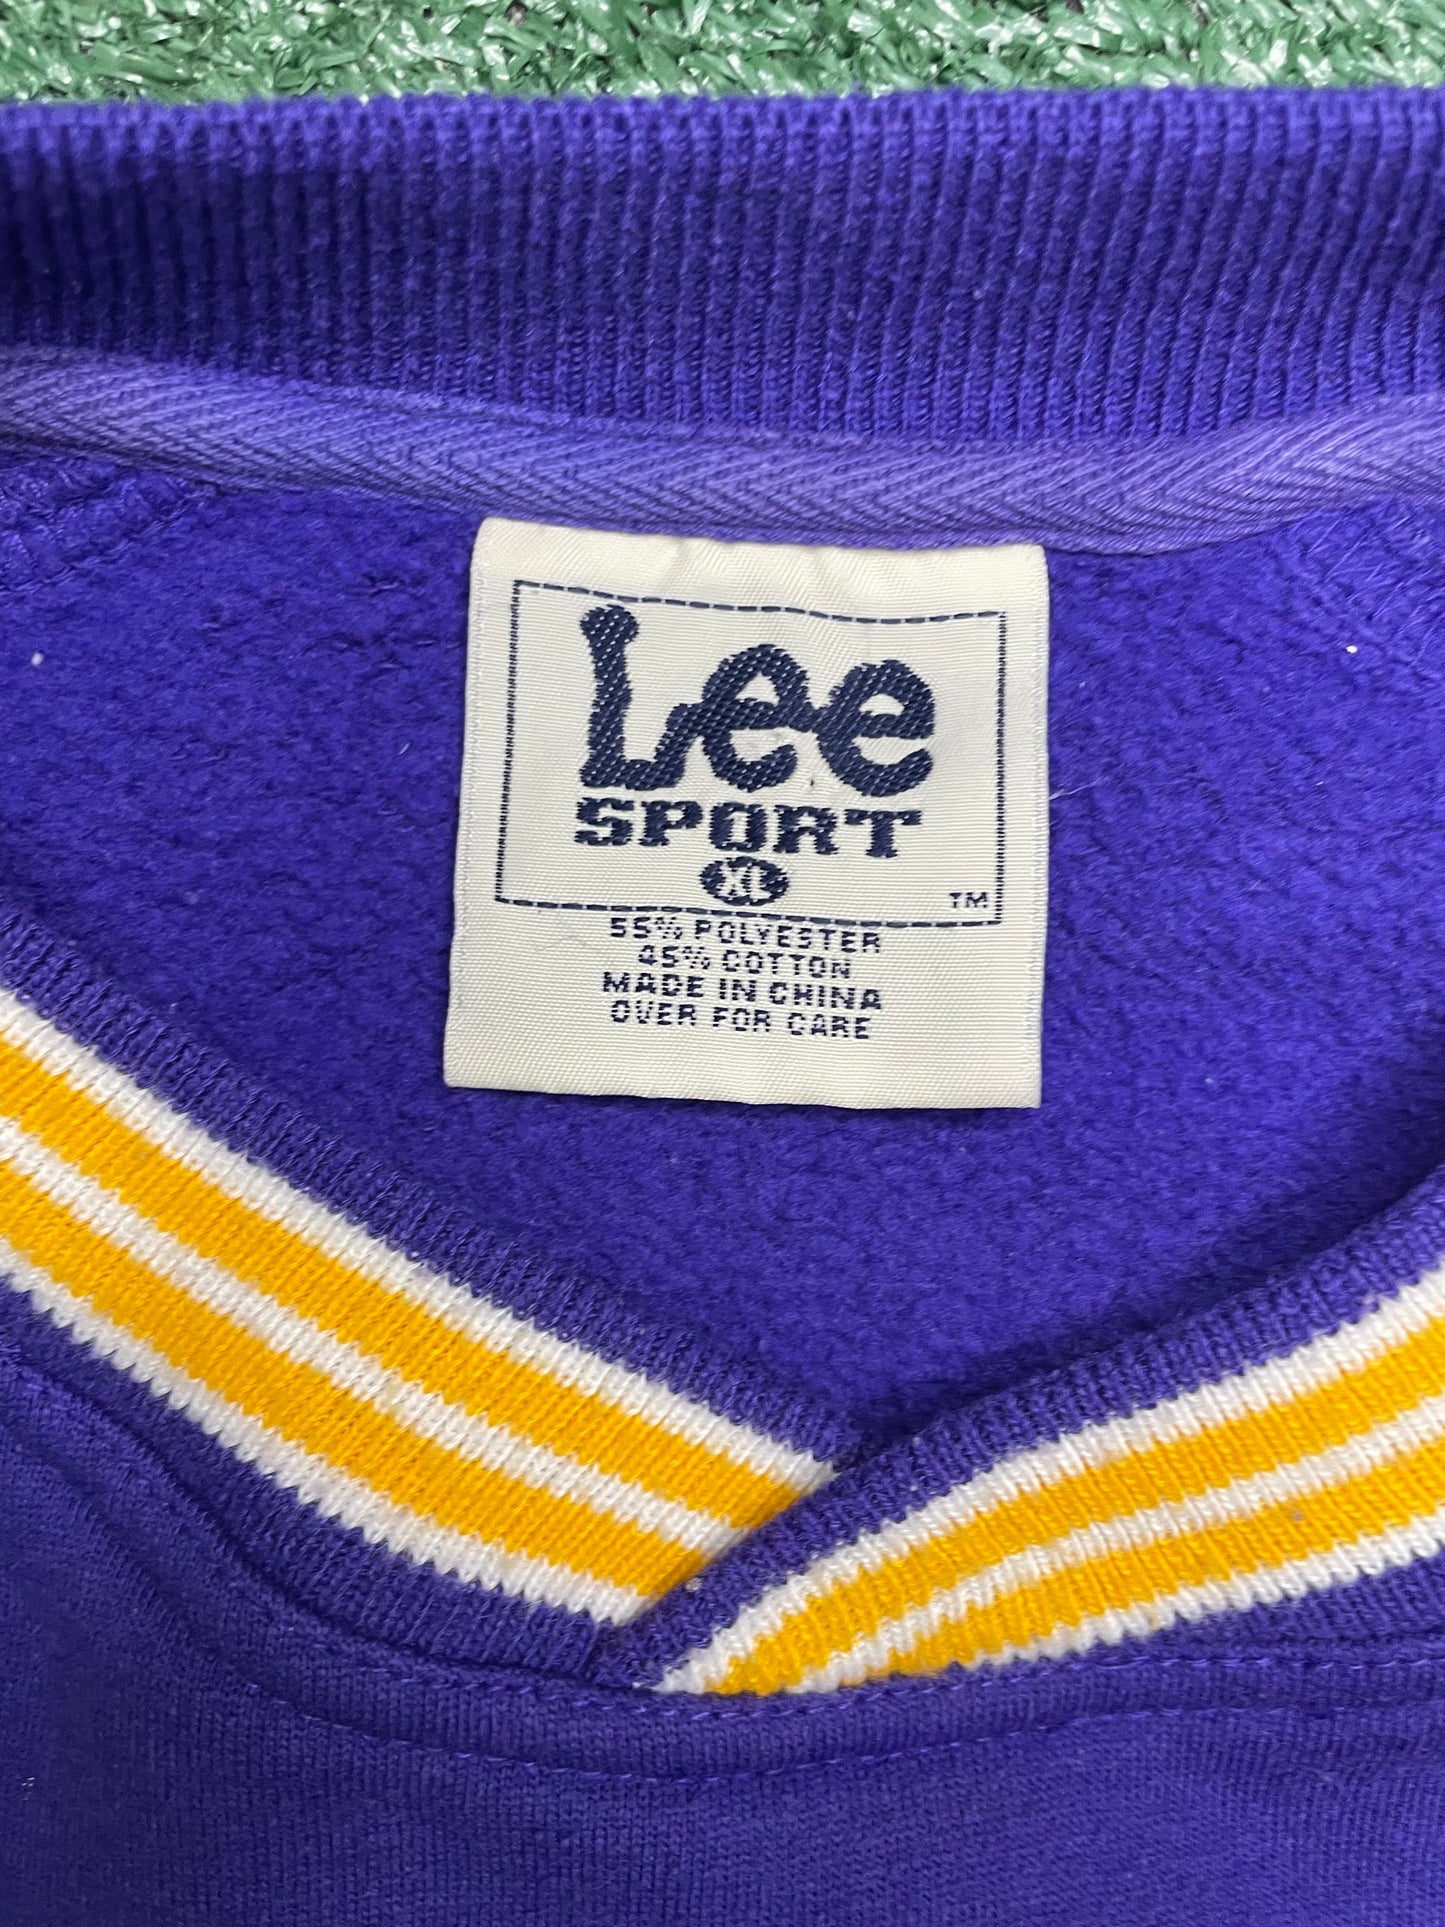 Lee
SPORT
XL
TM
55% POLYESTER
45% COTTON
MADE IN CHINA
OVER FOR CARE